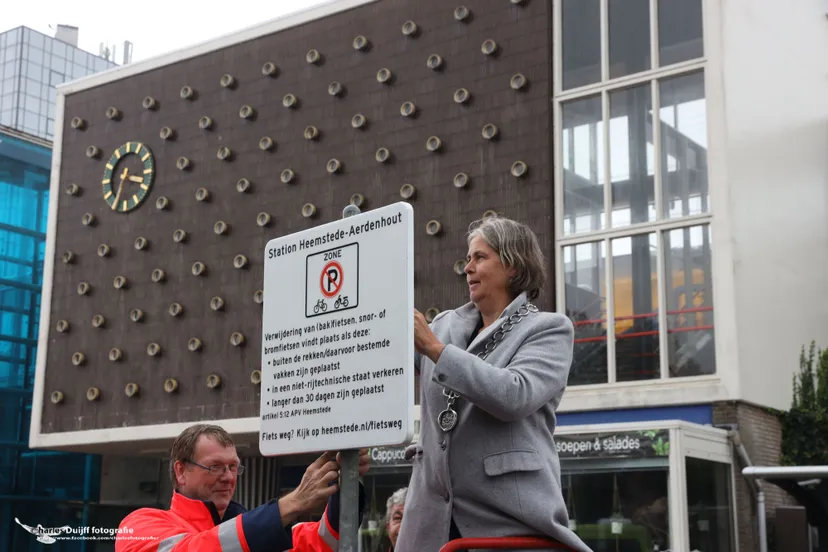 Station Heemstede-Aerdenhout
ZONE
P
Verwijdering van (bak)fietsen, snor- of
bromfietsen vindt plaats als deze:
• buiten de rekken/daarvoor bestemde
vakken zijn geplaatst
• in een niet-rijtechnische staat verkeren
• langer dan 30 dagen zijn geplaatst
artikel 5:12 APV Heemstede
Fiets weg? Kijk op heemstede.nl/fietsweg
Cappucc
soepen & salades
Charles Duijff fotografie